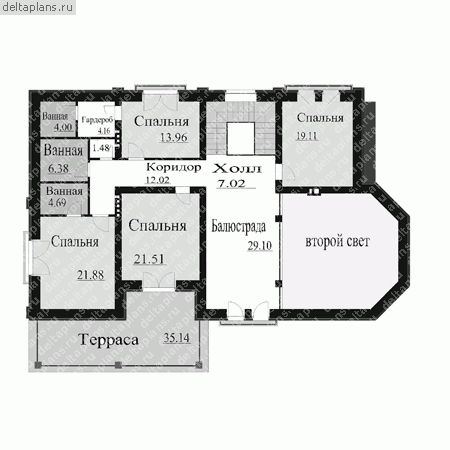 deltaplans.ru
Ванная
4.00
Гардероб
4.16
Спальня
13.96
Спальня
19.11
1.48
Ванная
6.38
Коридор
12.02
Холл
7.02
Ванная
4.69
Спальня
21.88
Спальня
21.51
Балюстрада
29.10
второй свет
Терраса
35.14
deltaplans.ru